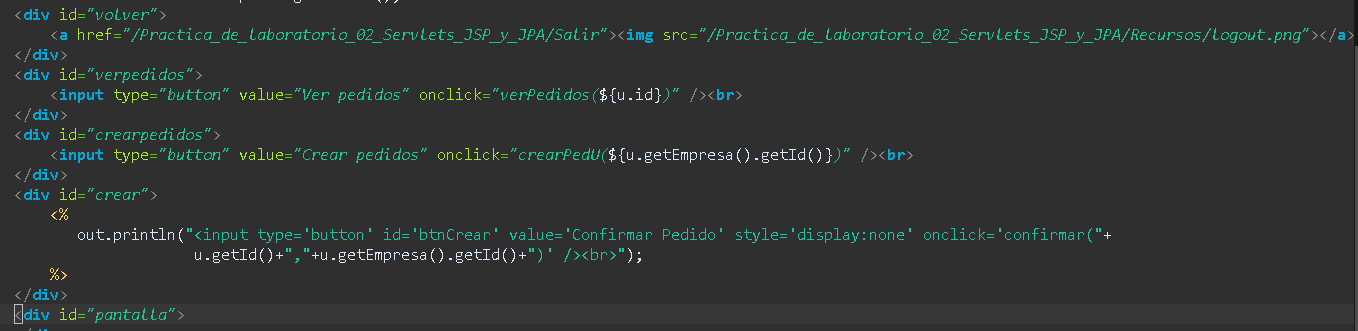 <div id="volver">
<a href="/Practica_de_laboratorio_02_Servlets_JSP_y_JPA/Salir"><img src="/Practica_de_laboratorio_02_Servlets_JSP_y_JPA/Recursos/logout.png"></a>
</div>
<div id="verpedidos">
<input type="button" value="Ver pedidos" onclick="verPedidos(${u.id})" /><br>
</div>
<div id="crearpedidos">
<input type="button" value="Crear pedidos" onclick="crearPedU(${u.getEmpresa().getId()})" /><br>
</div>
<div id="crear">
<%
out.println("<input type='button' id='btnCrear' value='Confirmar Pedido' style='display:none' onclick='confirmar("+
u.getId()+","+u.getEmpresa().getId()+")' /><br>");
%>
</div>
<div id="pantalla">